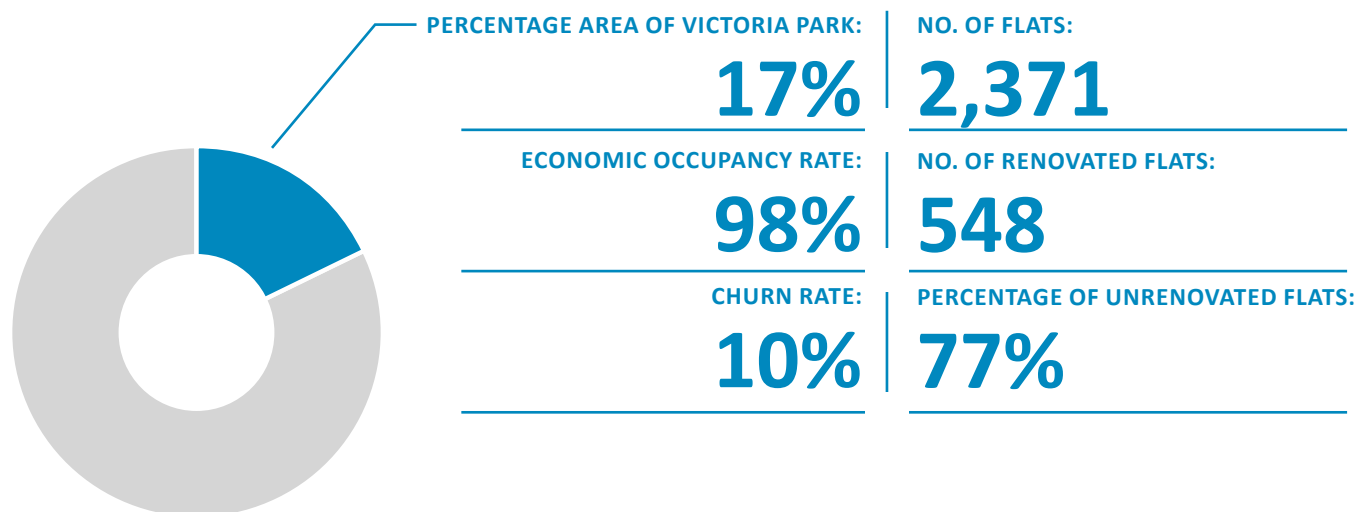 PERCENTAGE AREA OF VICTORIA PARK:
17%
NO. OF FLATS:
2,371
ECONOMIC OCCUPANCY RATE:
98%
NO. OF RENOVATED FLATS:
548
CHURN RATE:
10%
PERCENTAGE OF UNRENOVATED FLATS:
77%